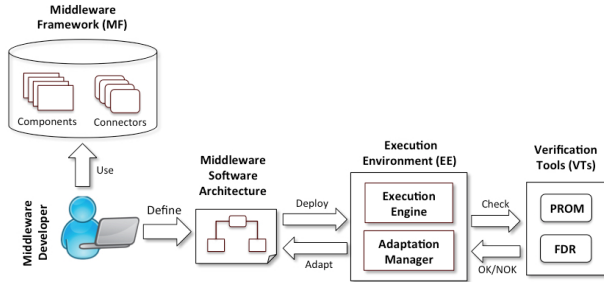 Middleware
Framework (MF)
Components
Connectors
Use
Middleware
Developer
Define
Middleware
Software
Architecture
Deploy
Adapt
Execution
Environment (EE)
Execution
Engine
Adaptation
Manager
Check
OK/NOK
Verification
Tools (VTs)
PROM
FDR